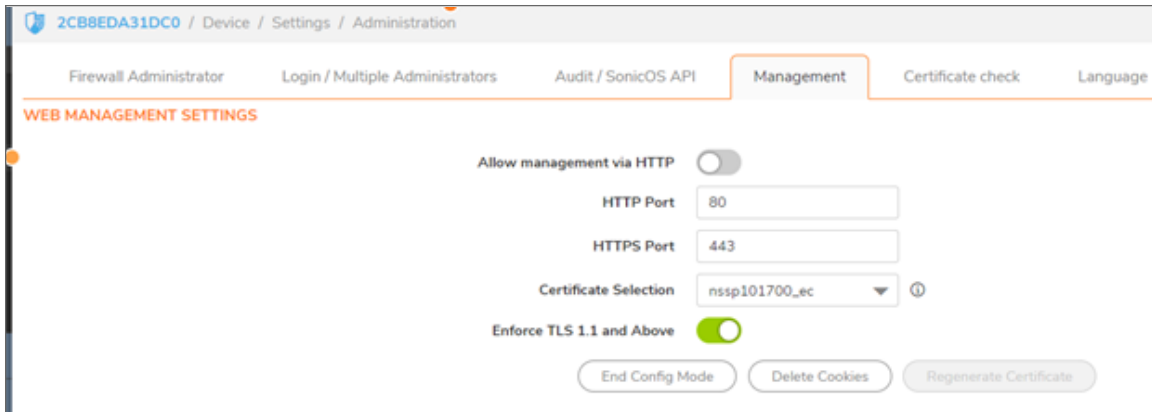 2CB8EDA31DC0 / Device / Settings / Administration
Firewall Administrator Login / Multiple Administrators Audit / SonicOS API Management Certificate check Language
WEB MANAGEMENT SETTINGS
Allow management via HTTP
HTTP Port 80
HTTPS Port 443
Certificate Selection nssp101700_ec
Enforce TLS 1.1 and Above
End Config Mode Delete Cookies Regenerate Certificate